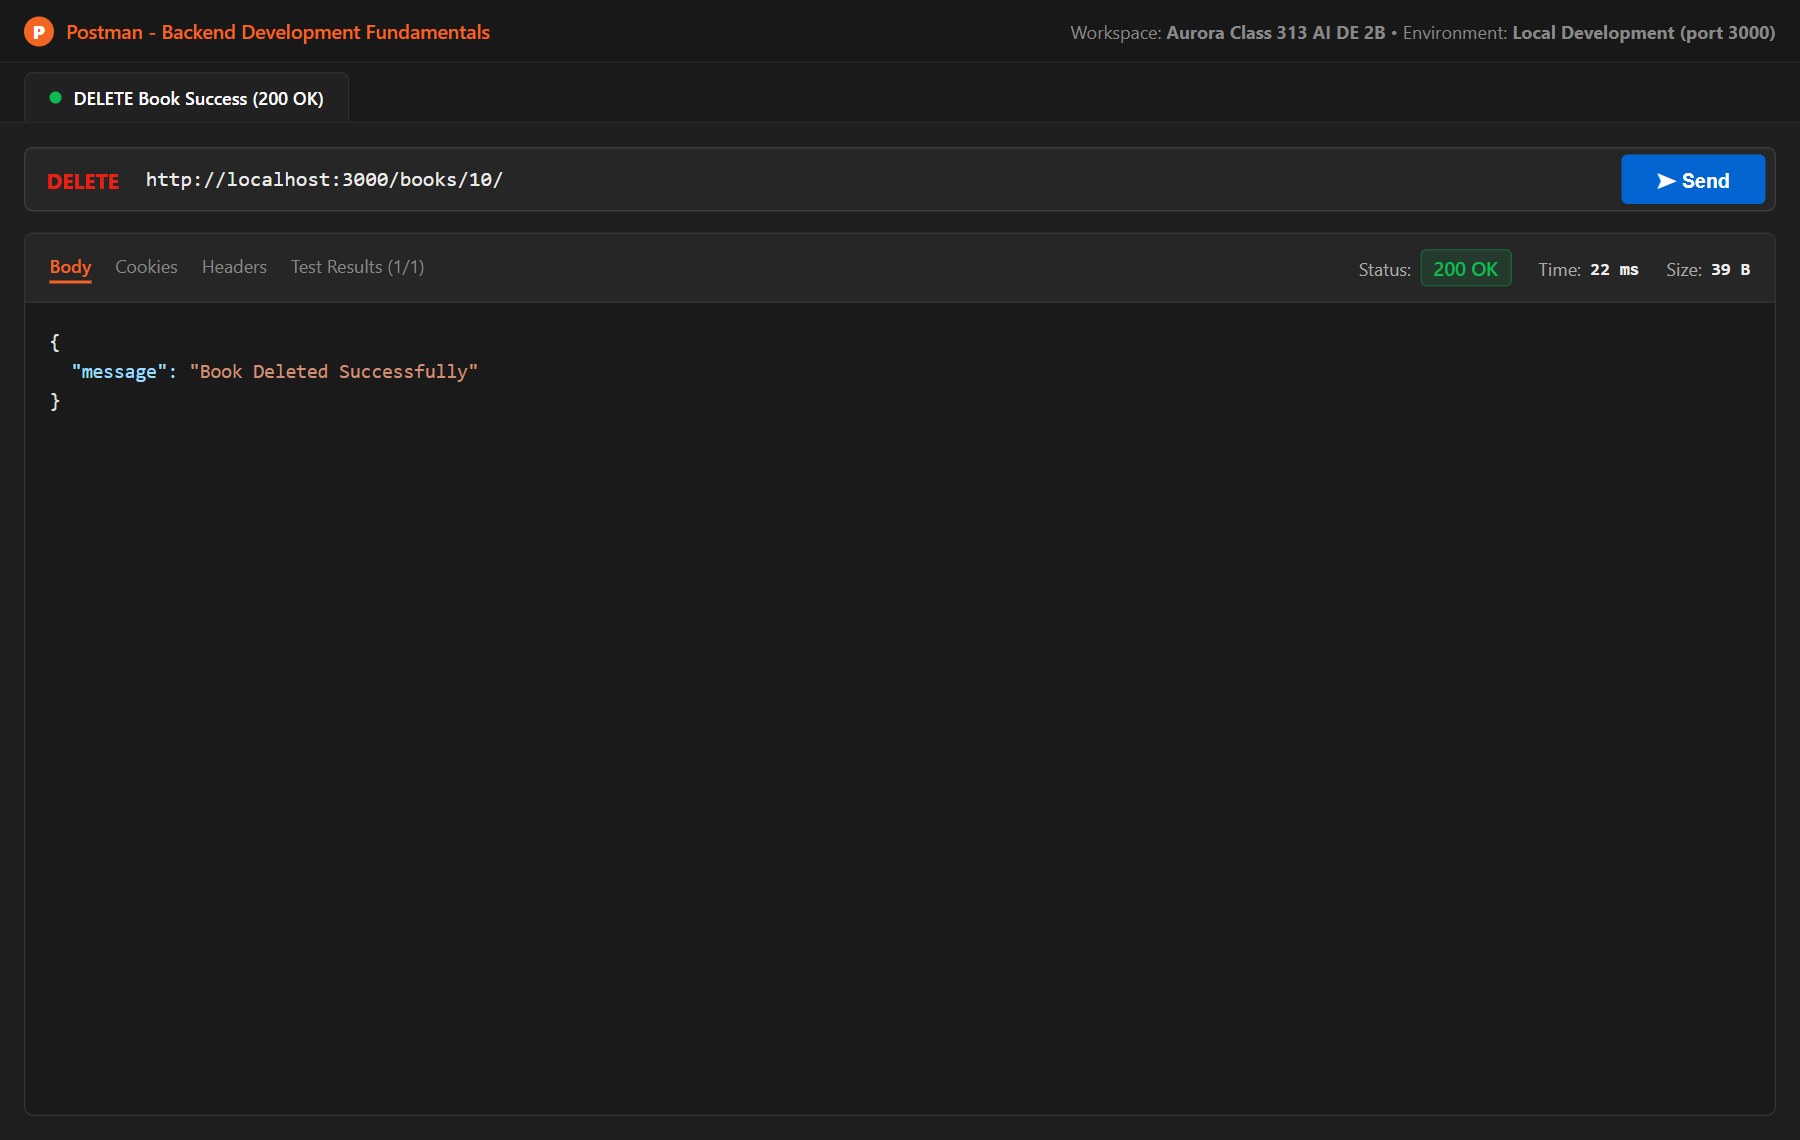 P Postman - Backend Development Fundamentals
Workspace: Aurora Class 313 AI DE 2B • Environment: Local Development (port 3000)
DELETE Book Success (200 OK)
DELETE http://localhost:3000/books/10/
➤ Send
Body Cookies Headers Test Results (1/1)
Status: 200 OK Time: 22 ms Size: 39 B
{
"message": "Book Deleted Successfully"
}